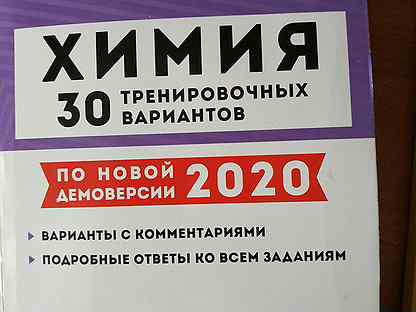 ХИМИЯ
30 ТРЕНИРОВОЧНЫХ
ВАРИАНТОВ
ПО НОВОЙ
ДЕМОВЕРСИИ 2020
ВАРИАНТЫ С КОММЕНТАРИЯМИ
ПОДРОБНЫЕ ОТВЕТЫ КО ВСЕМ ЗАДАНИЯМ